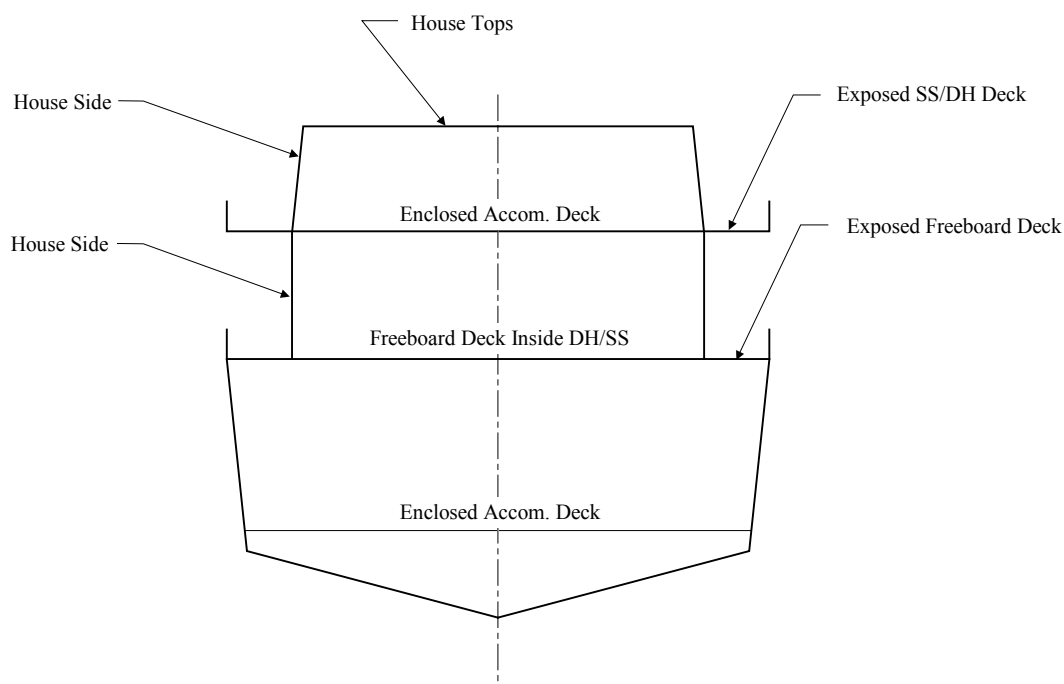 House Tops
House Side
Exposed SS/DH Deck
Enclosed Accom. Deck
Exposed Freeboard Deck
House Side
Freeboard Deck Inside DH/SS
Enclosed Accom. Deck